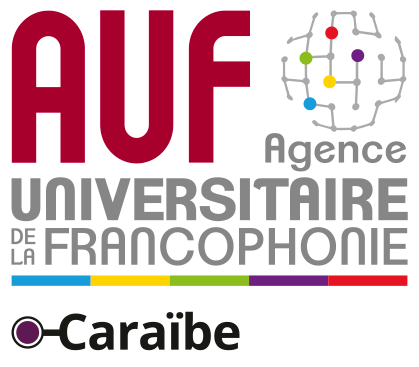 AUF
Agence
UNIVERSITAIRE
DE LA FRANCOPHONIE
Caraïbe